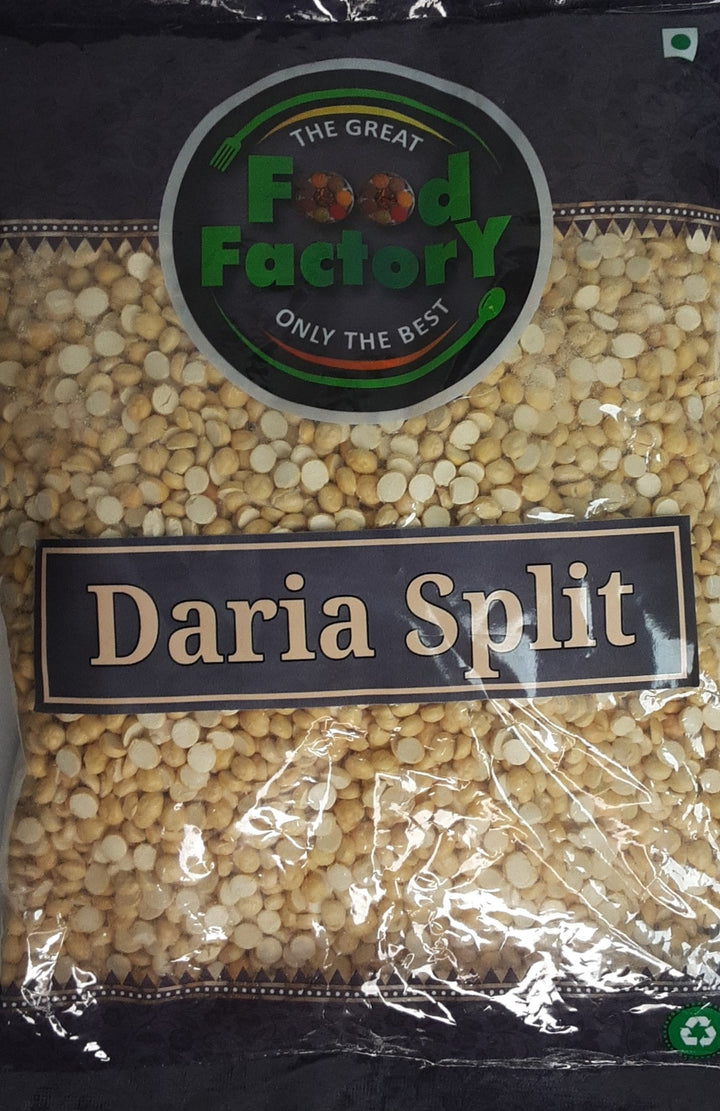 THE GREAT
Food
FactorY
ONLY THE BEST
Daria Split